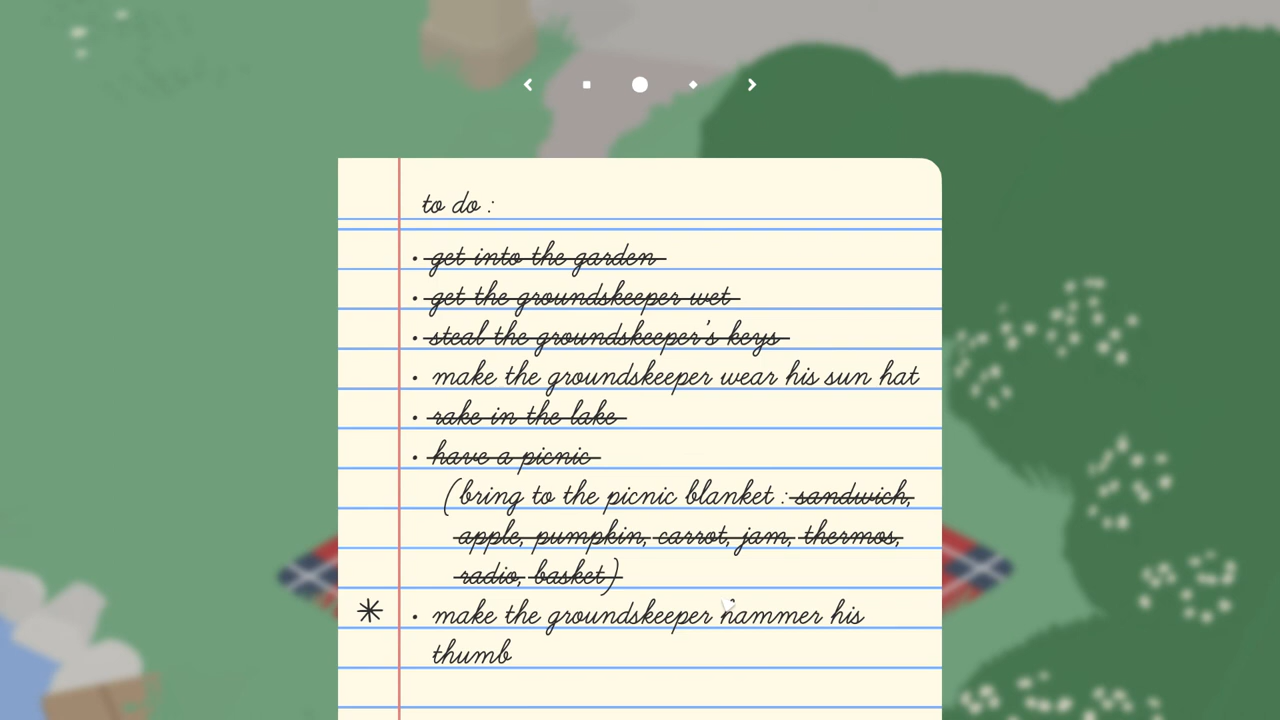 to do :
• get into the garden
• get the groundskeeper wet
• steal the groundskeeper's keys
• make the groundskeeper wear his sun hat
• rake in the lake
• have a picnic
(bring to the picnic blanket : sandwich,
apple, pumpkin, carrot, jam, thermos,
radio, basket)
• make the groundskeeper hammer his
thumb